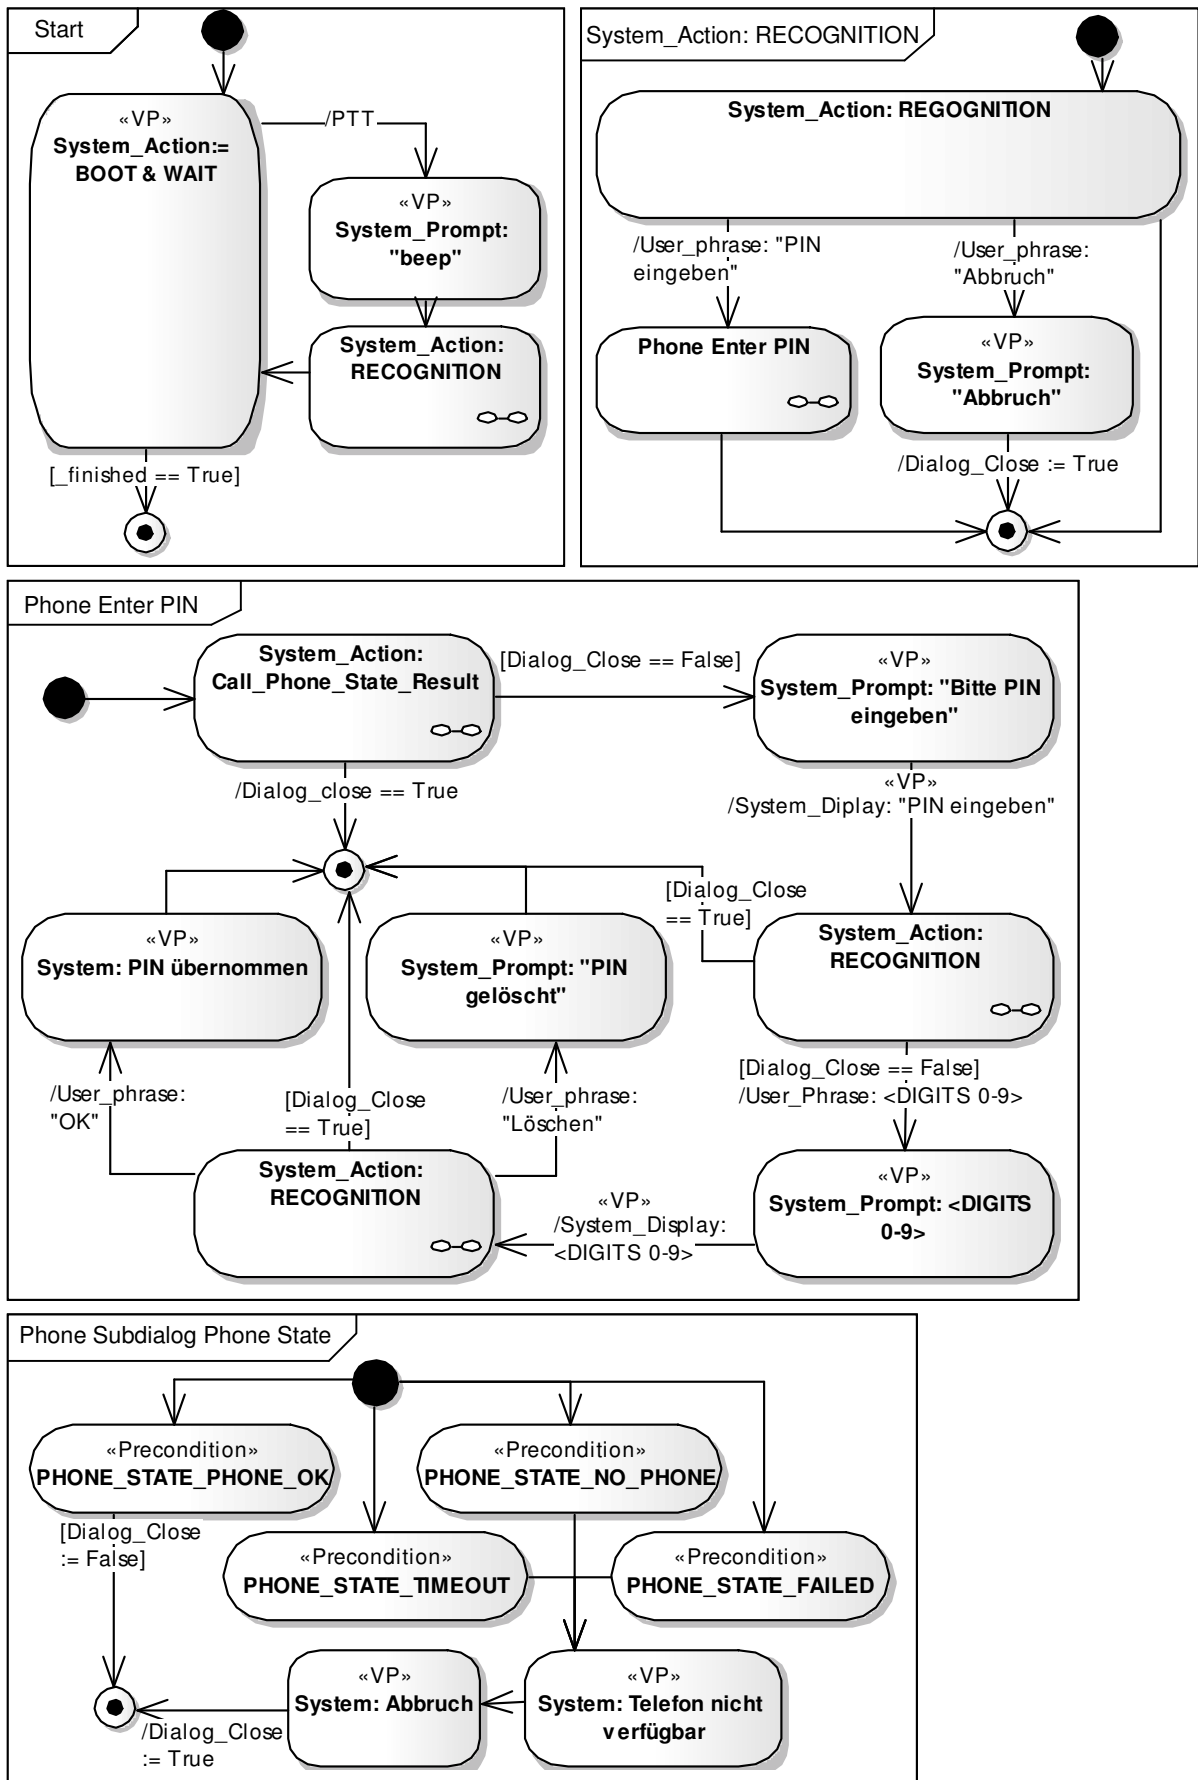 Start
«VP»
System_Action:=
BOOT & WAIT
/PTT
«VP»
System_Prompt:
"beep"
System_Action:
RECOGNITION
[_finished == True]
System_Action: RECOGNITION
System_Action: REGOGNITION
/User_phrase: "PIN
eingeben"
/User_phrase:
"Abbruch"
Phone Enter PIN
«VP»
System_Prompt:
"Abbruch"
/Dialog_Close := True
Phone Enter PIN
System_Action:
Call_Phone_State_Result
[Dialog_Close == False]
«VP»
System_Prompt: "Bitte PIN
eingeben"
/Dialog_close == True
«VP»
/System_Diplay: "PIN eingeben"
[Dialog_Close
== True]
«VP»
System: PIN übernommen
«VP»
System_Prompt: "PIN
gelöscht"
System_Action:
RECOGNITION
[Dialog_Close == False]
/User_Phrase: <DIGITS 0-9>
/User_phrase:
"OK"
[Dialog_Close
== True]
/User_phrase:
"Löschen"
System_Action:
RECOGNITION
«VP»
/System_Display:
<DIGITS 0-9>
«VP»
System_Prompt: <DIGITS
0-9>
Phone Subdialog Phone State
«Precondition»
PHONE_STATE_PHONE_OK
«Precondition»
PHONE_STATE_NO_PHONE
[Dialog_Close
:= False]
«Precondition»
PHONE_STATE_TIMEOUT
«Precondition»
PHONE_STATE_FAILED
«VP»
System: Abbruch
«VP»
System: Telefon nicht
verfügbar
/Dialog_Close
:= True